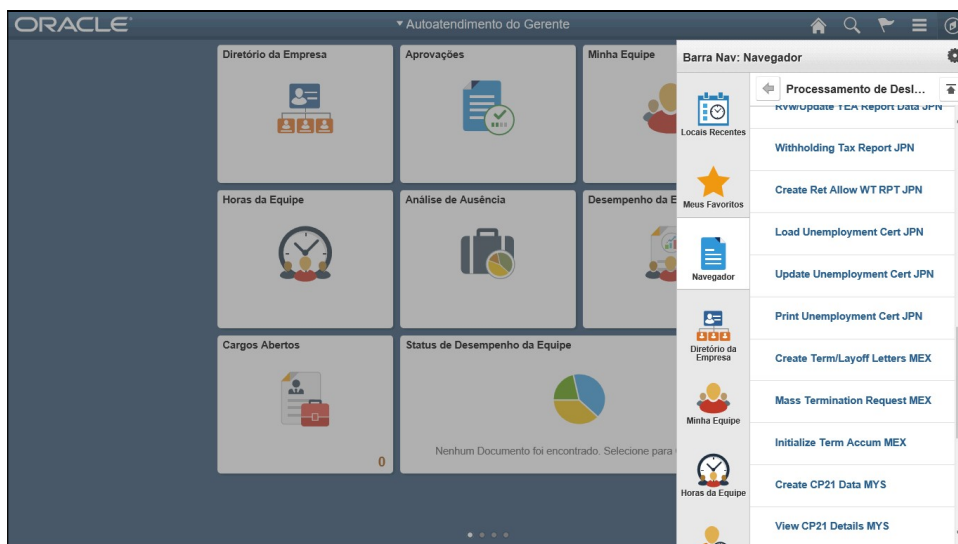 ORACLE
Autoatendimento do Gerente
Diretório da Empresa
Aprovações
Minha Equipe
Horas da Equipe
Análise de Ausência
Desempenho da E
Cargos Abertos
0
Status de Desempenho da Equipe
Nenhum Documento foi encontrado. Selecione para
Barra Nav: Navegador
Locais Recentes
Meus Favoritos
Navegador
Diretório da
Empresa
Minha Equipe
Horas da Equipe
Processamento de Desl...
Rvw/Update YEA Report Data JPN
Withholding Tax Report JPN
Create Ret Allow WT RPT JPN
Load Unemployment Cert JPN
Update Unemployment Cert JPN
Print Unemployment Cert JPN
Create Term/Layoff Letters MEX
Mass Termination Request MEX
Initialize Term Accum MEX
Create CP21 Data MYS
View CP21 Details MYS